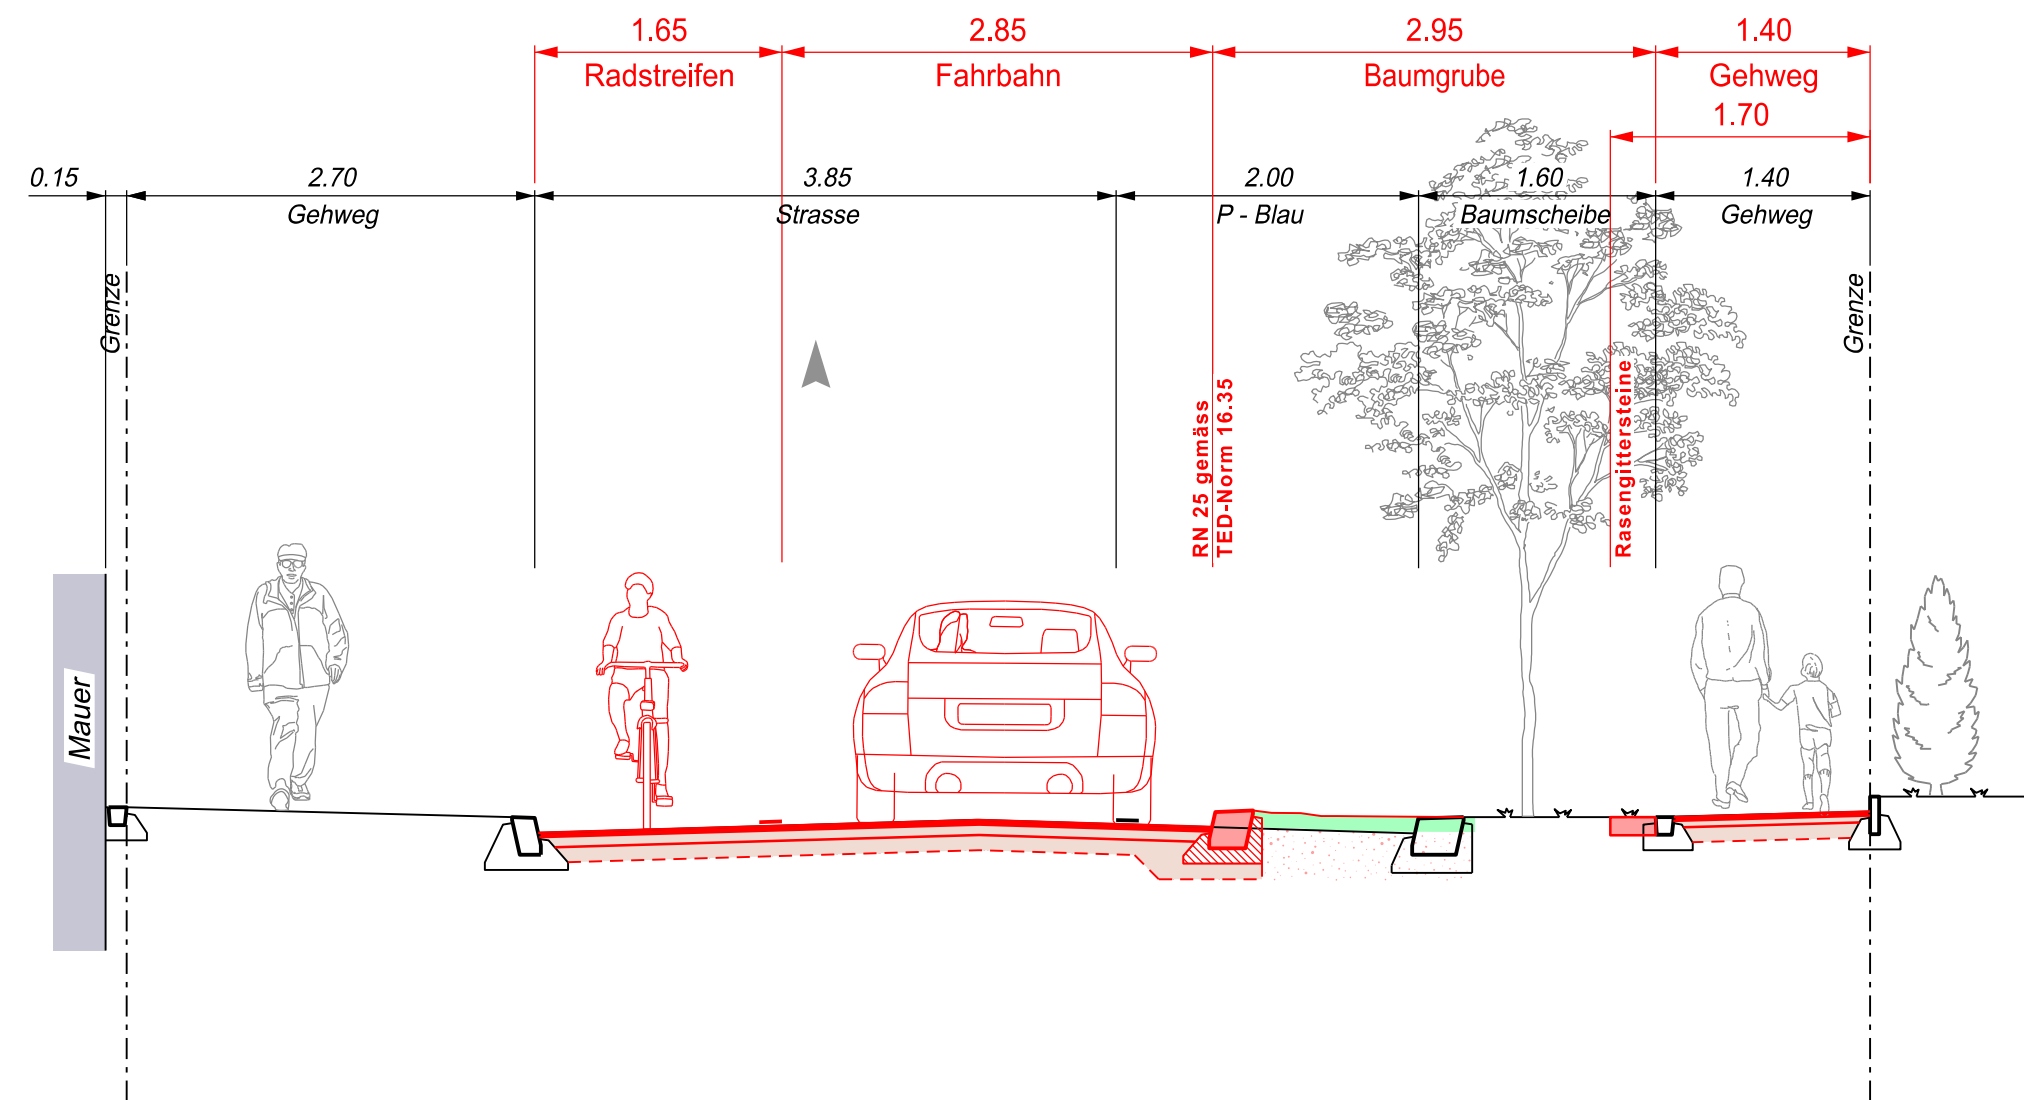 1.65 2.85 2.95 1.40
Radstreifen Fahrbahn Baumgrube Gehweg
1.70
0.15 2.70 3.85 2.00 1.60 1.40
Gehweg Strasse P - Blau Baumscheibe Gehweg
Grenze
Grenze
RN 25 gemäss
TED-Norm 16.35
Rasengittersteine
Mauer